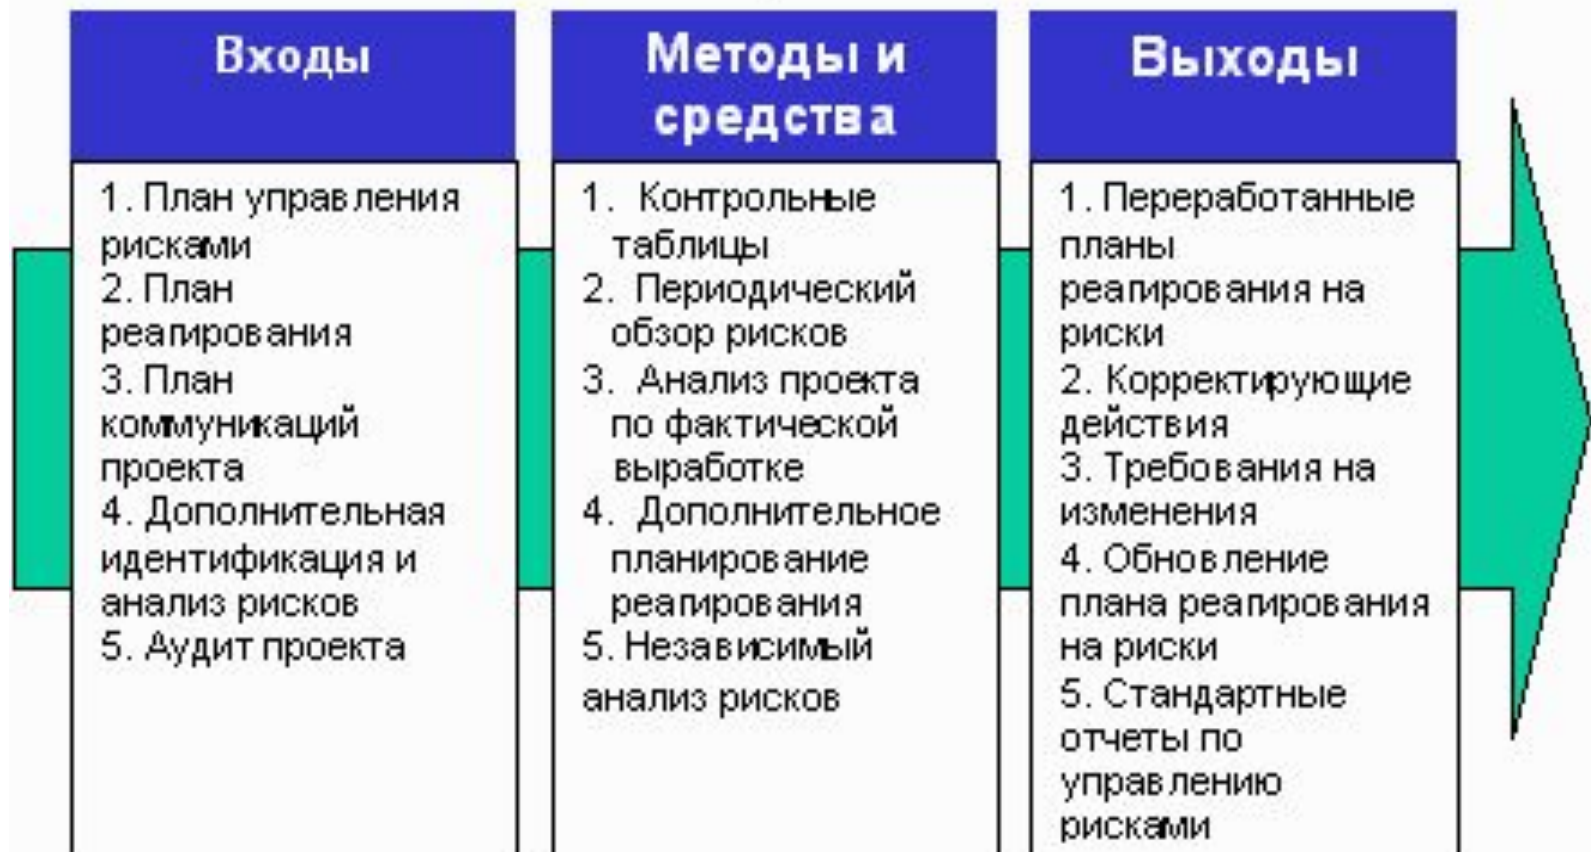 Входы
1. План управления
рисками
2. План
реагирования
3. План
коммуникаций
проекта
4. Дополнительная
идентификация и
анализ рисков
5. Аудит проекта
Методы и
средства
1. Контрольные
таблицы
2. Периодический
обзор рисков
3. Анализ проекта
по фактической
выработке
4. Дополнительное
планирование
реагирования
5. Независимый
анализ рисков
Выходы
1. Переработанные
планы
реагирования на
риски
2. Корректирующие
действия
3. Требования на
изменения
4. Обновление
плана реагирования
на риски
5. Стандартные
отчеты по
управлению
рисками